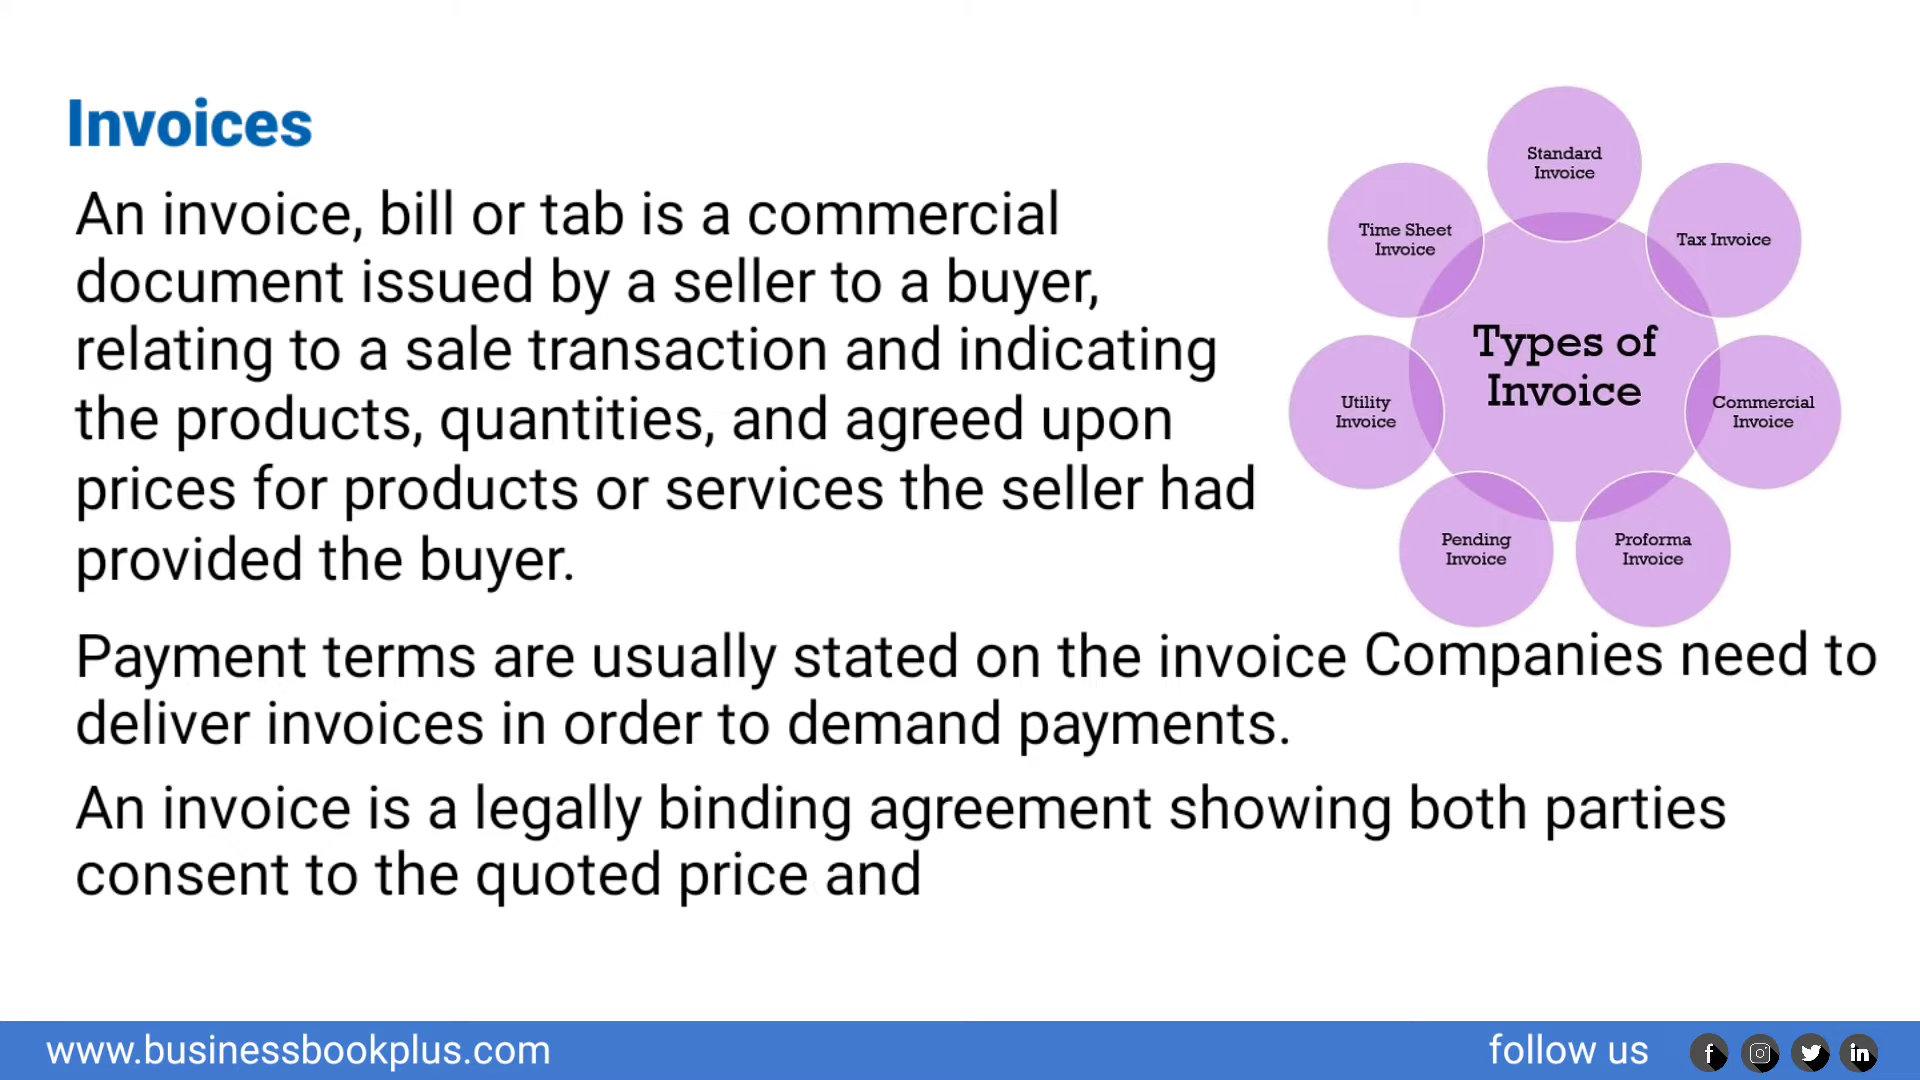 Invoices
An invoice, bill or tab is a commercial
document issued by a seller to a buyer,
relating to a sale transaction and indicating
the products, quantities, and agreed upon
prices for products or services the seller had
provided the buyer.
Payment terms are usually stated on the invoice Companies need to
deliver invoices in order to demand payments.
An invoice is a legally binding agreement showing both parties
consent to the quoted price and
Types of
Invoice
Standard
Invoice
Tax Invoice
Commercial
Invoice
Proforma
Invoice
Pending
Invoice
Utility
Invoice
Time Sheet
Invoice
www.businessbookplus.com
follow us